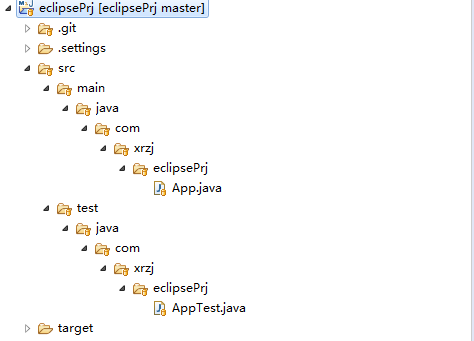 eclipsePrj [eclipsePrj master]
.git
.settings
src
main
java
com
xrzj
eclipsePrj
App.java
test
java
com
xrzj
eclipsePrj
AppTest.java
target